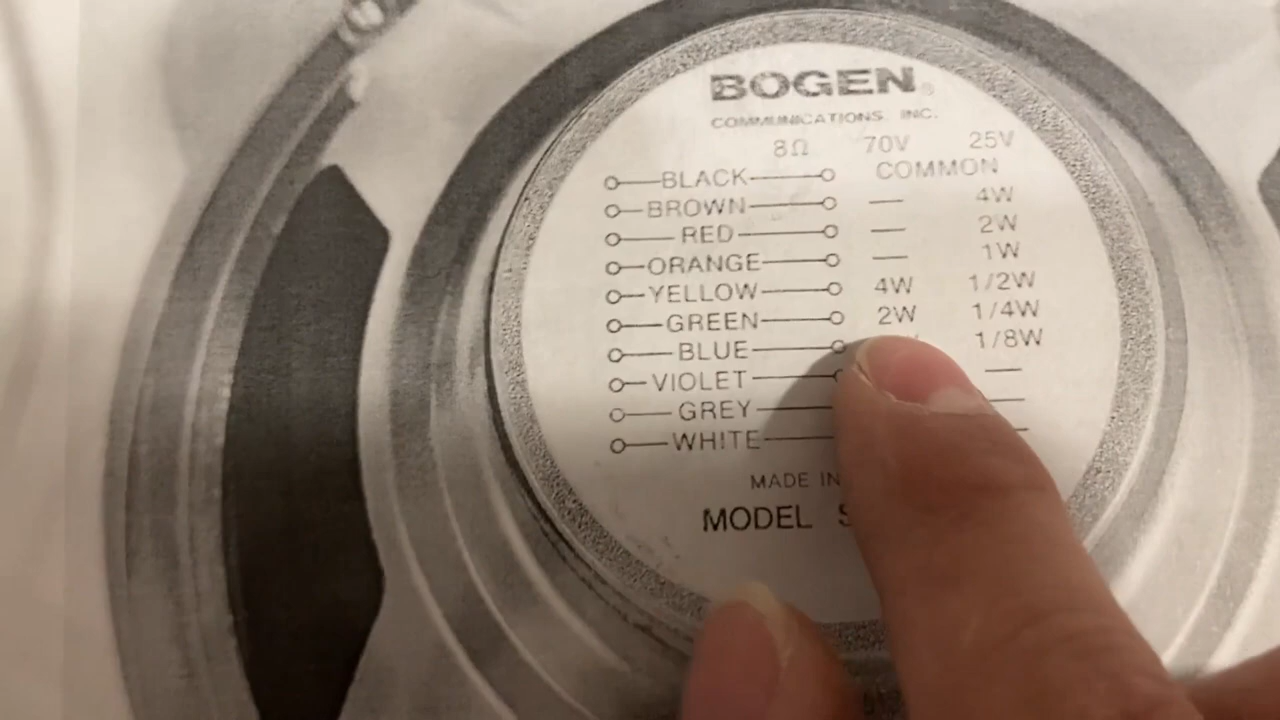 BOGEN®
COMMUNICATIONS, INC.
8Ω 70V 25V
BLACK COMMON
BROWN — 4W
RED — 2W
ORANGE — 1W
YELLOW 4W 1/2W
GREEN 2W 1/4W
BLUE 1/8W
VIOLET —
GREY —
WHITE —
MADE IN
MODEL S